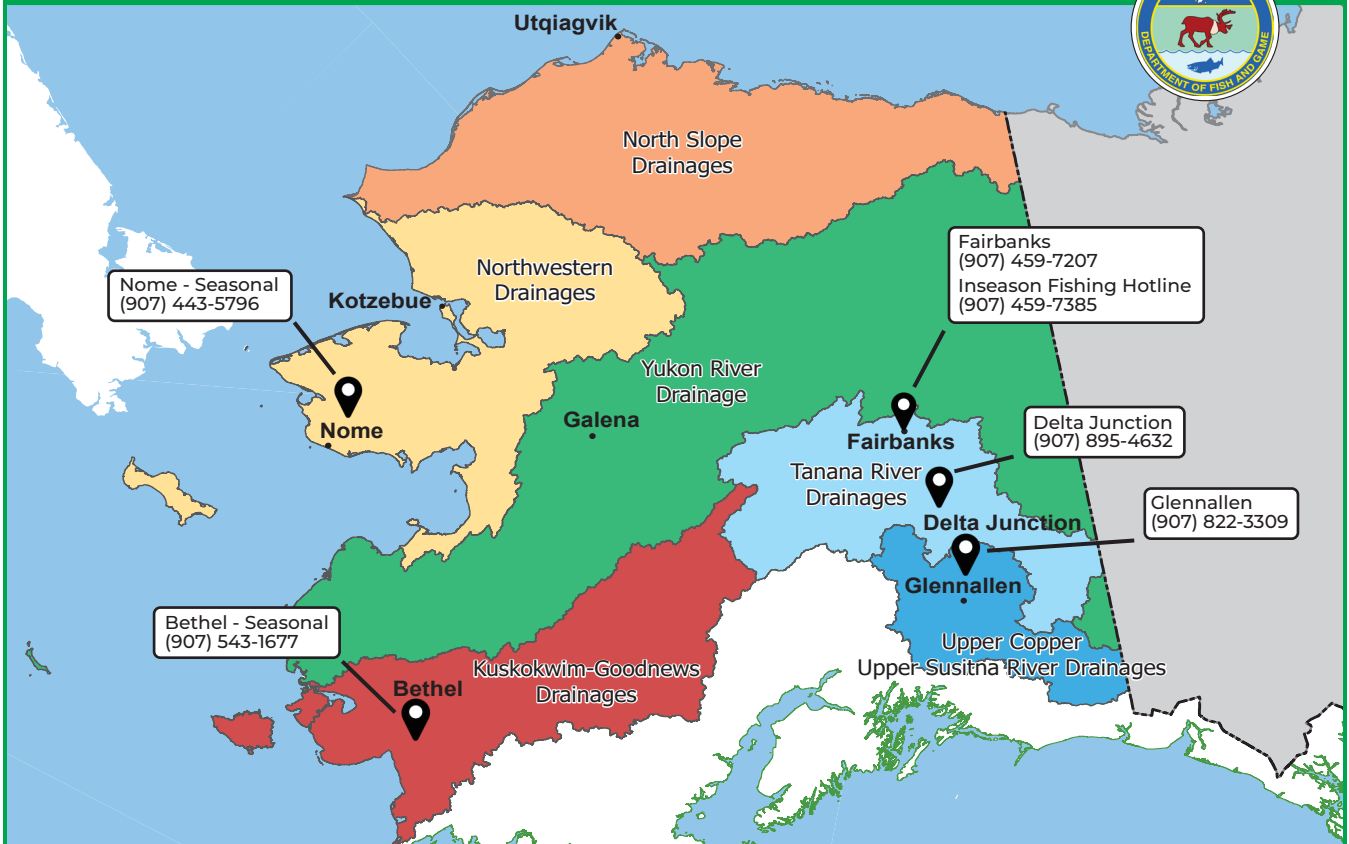 Utqiagvik
DEPARTMENT OF FISH AND GAME
North Slope
Drainages
Northwestern
Drainages
Kotzebue
Nome - Seasonal
(907) 443-5796
Fairbanks
(907) 459-7207
Inseason Fishing Hotline
(907) 459-7385
Yukon River
Drainage
Nome
Galena
Fairbanks
Delta Junction
(907) 895-4632
Tanana River
Drainages
Delta Junction
Glennallen
(907) 822-3309
Glennallen
Bethel - Seasonal
(907) 543-1677
Upper Copper
Upper Susitna River Drainages
Kuskokwim-Goodnews
Drainages
Bethel